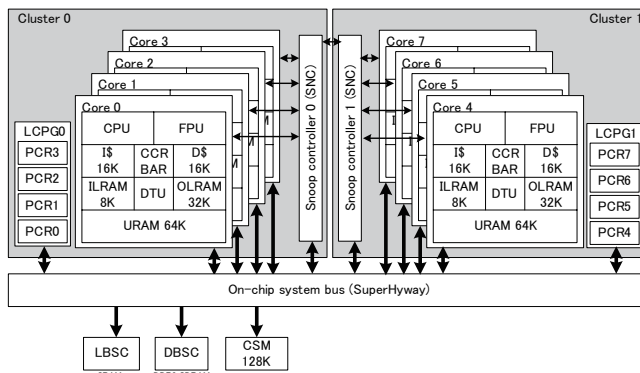 Cluster 0
Cluster 1
Core 3
Core 2
Core 1
Core 0
CPU
FPU
I$
16K
CCR
BAR
D$
16K
ILRAM
8K
DTU
OLRAM
32K
URAM 64K
LCPG0
PCR3
PCR2
PCR1
PCR0
Snoop controller 0 (SNC)
Snoop controller 1 (SNC)
Core 7
Core 6
Core 5
Core 4
CPU
FPU
I$
16K
CCR
BAR
D$
16K
ILRAM
8K
DTU
OLRAM
32K
URAM 64K
LCPG1
PCR7
PCR6
PCR5
PCR4
On-chip system bus (SuperHyway)
LBSC
DBSC
CSM
128K